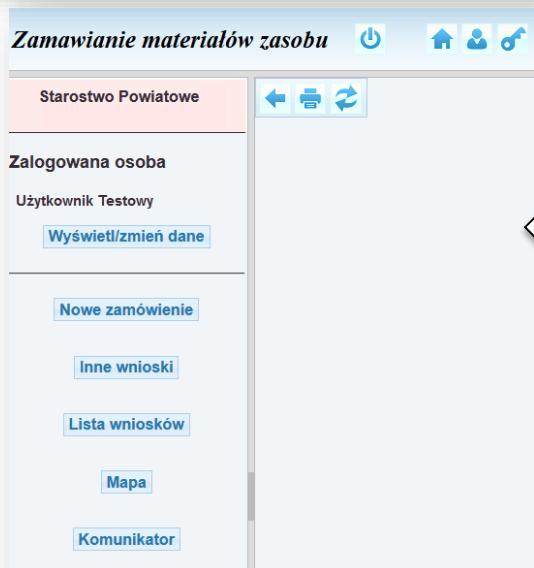 Zamawianie materiałów zasobu
Starostwo Powiatowe
Zalogowana osoba
Użytkownik Testowy
Wyświetl/zmień dane
Nowe zamówienie
Inne wnioski
Lista wniosków
Mapa
Komunikator